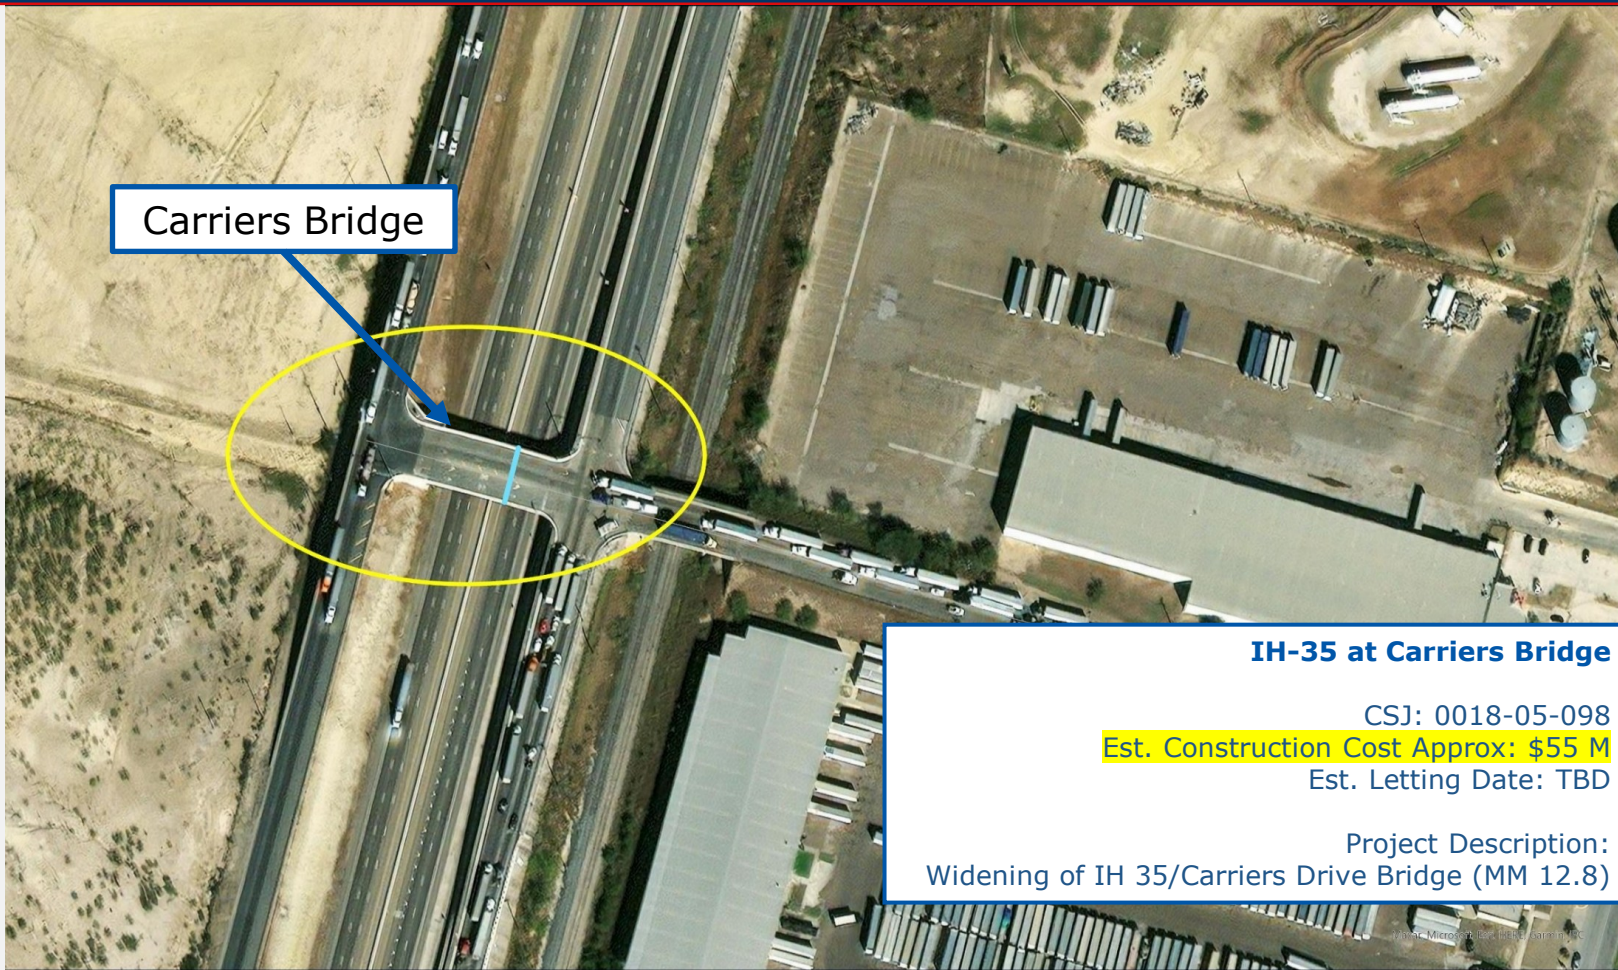 Carriers Bridge
IH-35 at Carriers Bridge
CSJ: 0018-05-098
Est. Construction Cost Approx: $55 M
Est. Letting Date: TBD
Project Description:
Widening of IH 35/Carriers Drive Bridge (MM 12.8)